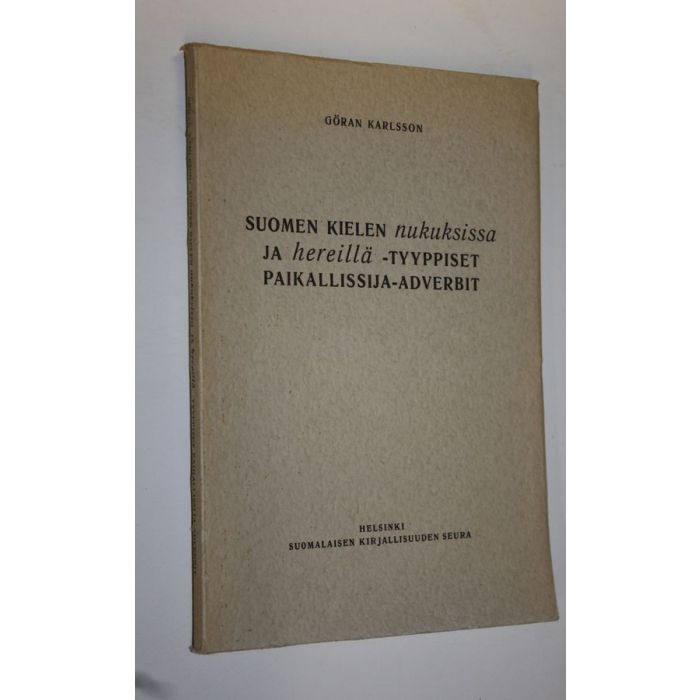 GÖRAN KARLSSON
SUOMEN KIELEN nukuksissa
JA hereillä -TYYPPISET
PAIKALLISSIJA-ADVERBIT
HELSINKI
SUOMALAISEN KIRJALLISUUDEN SEURA